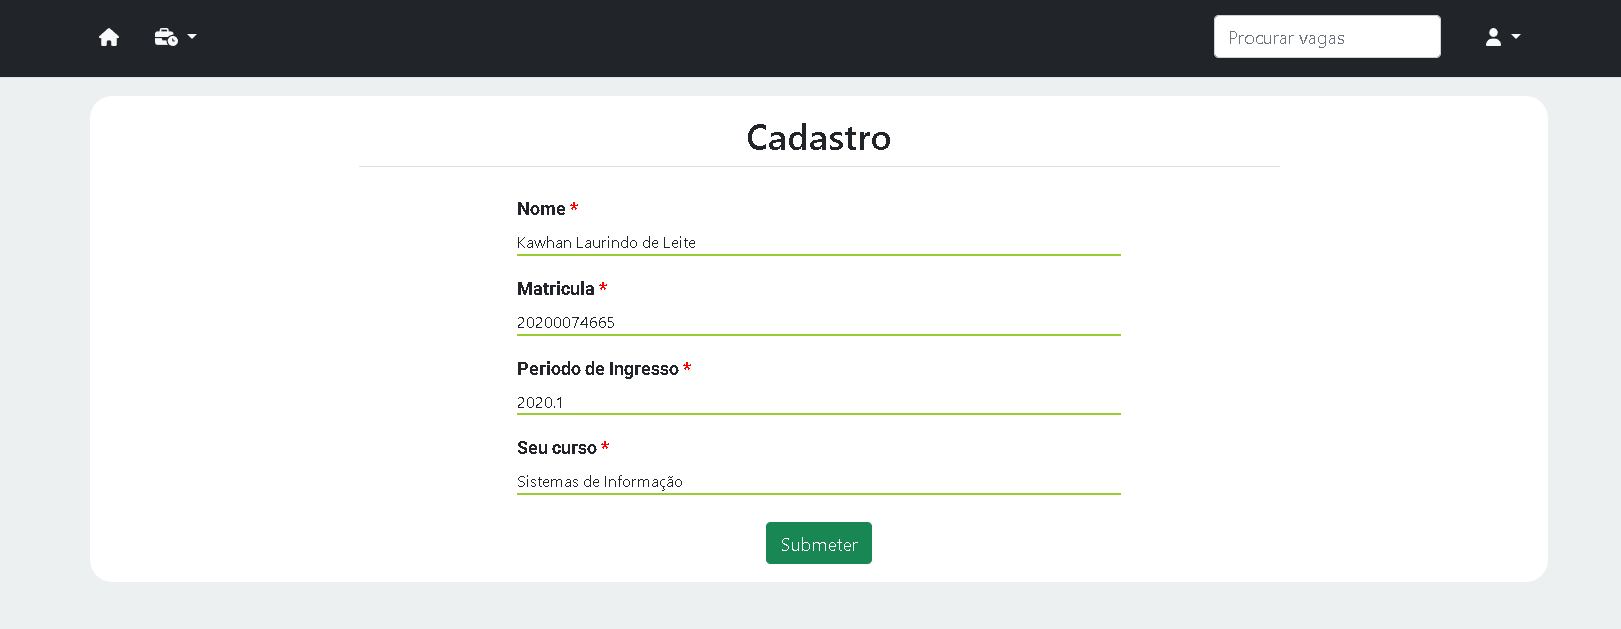 Procurar vagas
Cadastro
Nome *
Kawhan Laurindo de Leite
Matricula *
20200074665
Periodo de Ingresso *
2020.1
Seu curso *
Sistemas de Informação
Submeter